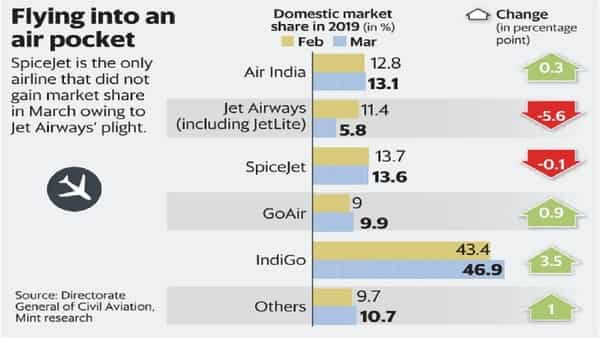 Flying into an
air pocket
SpiceJet is the only
airline that did not
gain market share
in March owing to
Jet Airways' plight.
Source: Directorate
General of Civil Aviation,
Mint research
Domestic market
share in 2019 (in %)
Feb Mar
Change
(in percentage
point)
Air India 12.8 0.3
13.1
Jet Airways 11.4 -5.6
(including JetLite) 5.8
SpiceJet 13.7 -0.1
13.6
GoAir 9 0.9
9.9
IndiGo 43.4 3.5
46.9
Others 9.7 1
10.7